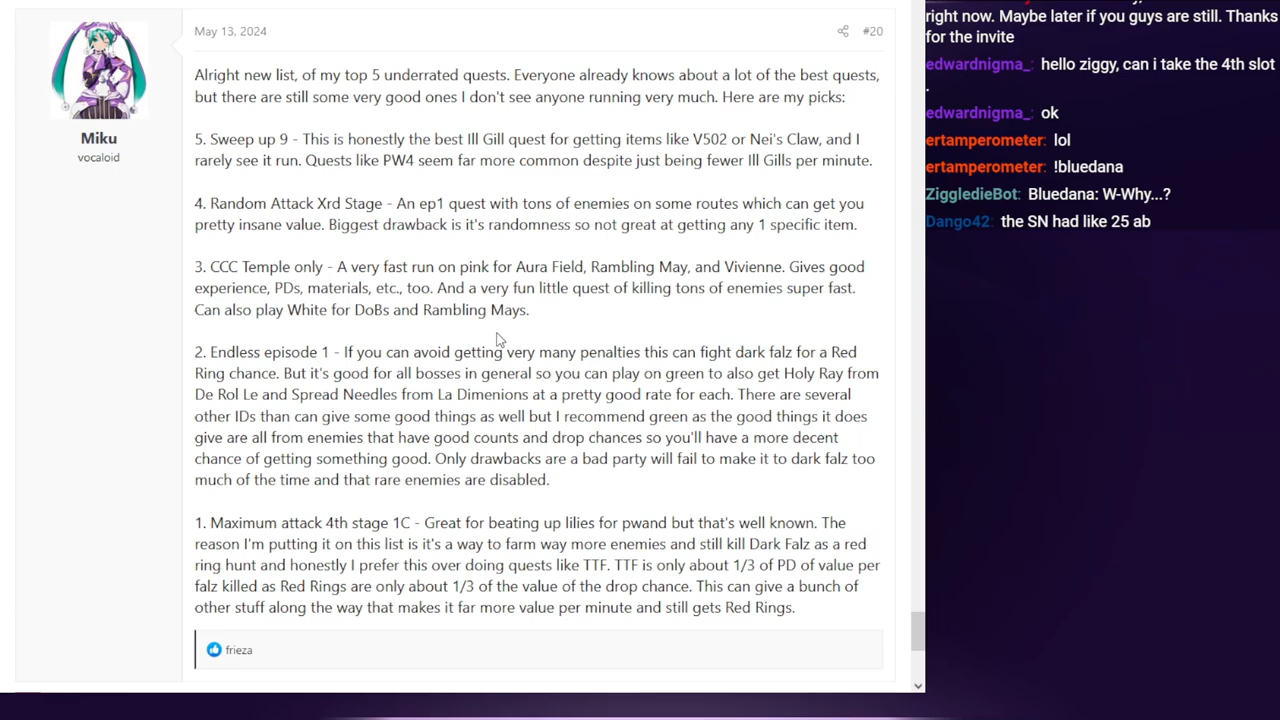 May 13, 2024
#20
Miku
vocaloid
Alright new list, of my top 5 underrated quests. Everyone already knows about a lot of the best quests,
but there are still some very good ones I don't see anyone running very much. Here are my picks:
5. Sweep up 9 - This is honestly the best Ill Gill quest for getting items like V502 or Nei's Claw, and I
rarely see it run. Quests like PW4 seem far more common despite just being fewer Ill Gills per minute.
4. Random Attack Xrd Stage - An ep1 quest with tons of enemies on some routes which can get you
pretty insane value. Biggest drawback is it's randomness so not great at getting any 1 specific item.
3. CCC Temple only - A very fast run on pink for Aura Field, Rambling May, and Vivienne. Gives good
experience, PDs, materials, etc., too. And a very fun little quest of killing tons of enemies super fast.
Can also play White for DoBs and Rambling Mays.
2. Endless episode 1 - If you can avoid getting very many penalties this can fight dark falz for a Red
Ring chance. But it's good for all bosses in general so you can play on green to also get Holy Ray from
De Rol Le and Spread Needles from La Dimenions at a pretty good rate for each. There are several
other IDs than can give some good things as well but I recommend green as the good things it does
give are all from enemies that have good counts and drop chances so you'll have a more decent
chance of getting something good. Only drawbacks are a bad party will fail to make it to dark falz too
much of the time and that rare enemies are disabled.
1. Maximum attack 4th stage 1C - Great for beating up lilies for pwand but that's well known. The
reason I'm putting it on this list is it's a way to farm way more enemies and still kill Dark Falz as a red
ring hunt and honestly I prefer this over doing quests like TTF. TTF is only about 1/3 of PD of value per
falz killed as Red Rings are only about 1/3 of the value of the drop chance. This can give a bunch of
other stuff along the way that makes it far more value per minute and still gets Red Rings.
frieza
right now. Maybe later if you guys are still. Thanks
for the invite
edwardnigma_: hello ziggy, can i take the 4th slot
.
edwardnigma_: ok
ertamperometer: lol
ertamperometer: !bluedana
ZiggledieBot: Bluedana: W-Why...?
Dango42: the SN had like 25 ab